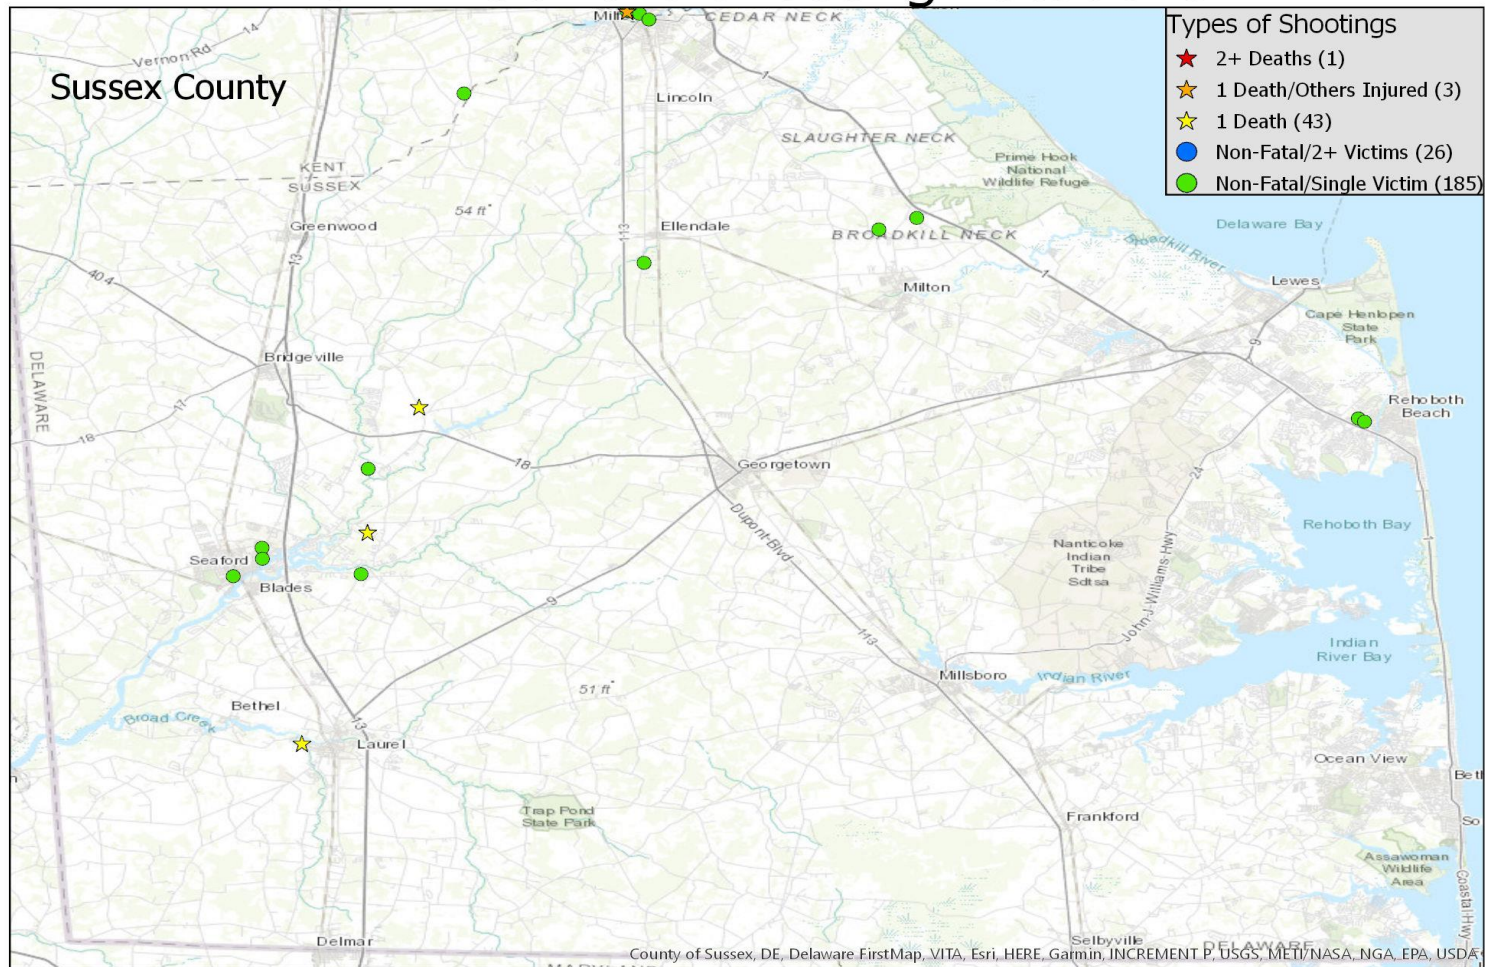 Sussex County
Types of Shootings
2+ Deaths (1)
1 Death/Others Injured (3)
1 Death (43)
Non-Fatal/2+ Victims (26)
Non-Fatal/Single Victim (185)
CEDAR NECK
14
Vernon Rd
1
Lincoln
SLAUGHTER NECK
Prime Hook
National
Wildlife Refuge
KENT
SUSSEX
54 ft
Greenwood
113
Ellendale
BROADKILL NECK
Broadkill River
Delaware Bay
13
404
1
Milton
Lewes
Cape Henlopen
State
Park
9
DELAWARE
Bridgeville
17
18
Rehoboth
Beach
18
Georgetown
24
Dupont Blvd
Rehoboth Bay
1
Nanticoke
Indian
Tribe
Sdtsa
John J Williams Hwy
Seaford
Blades
9
113
Indian
River Bay
Millsboro
Indian River
51 ft
Bethel
Broad Creek
13
Laurel
Ocean View
Trap Pond
State Park
Frankford
Assawoman
Wildlife
Area
Coastal Hwy
Delmar
Selbyville
DELAWARE
County of Sussex, DE, Delaware FirstMap, VITA, Esri, HERE, Garmin, INCREMENT P, USGS, METI/NASA, NGA, EPA, USDA